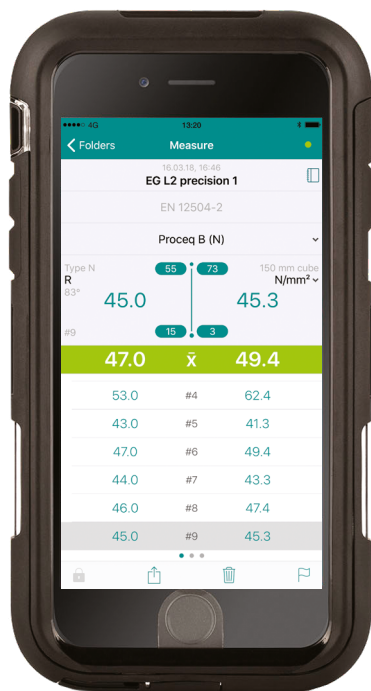 4G 13:20
Folders Measure
16.03.18, 16:46
EG L2 precision 1
EN 12504-2
Proceq B (N)
Type N 55 73 150 mm cube
R N/mm²
83° 45.0 45.3
#9 15 3
47.0 x̄ 49.4
53.0 #4 62.4
43.0 #5 41.3
47.0 #6 49.4
44.0 #7 43.3
46.0 #8 47.4
45.0 #9 45.3